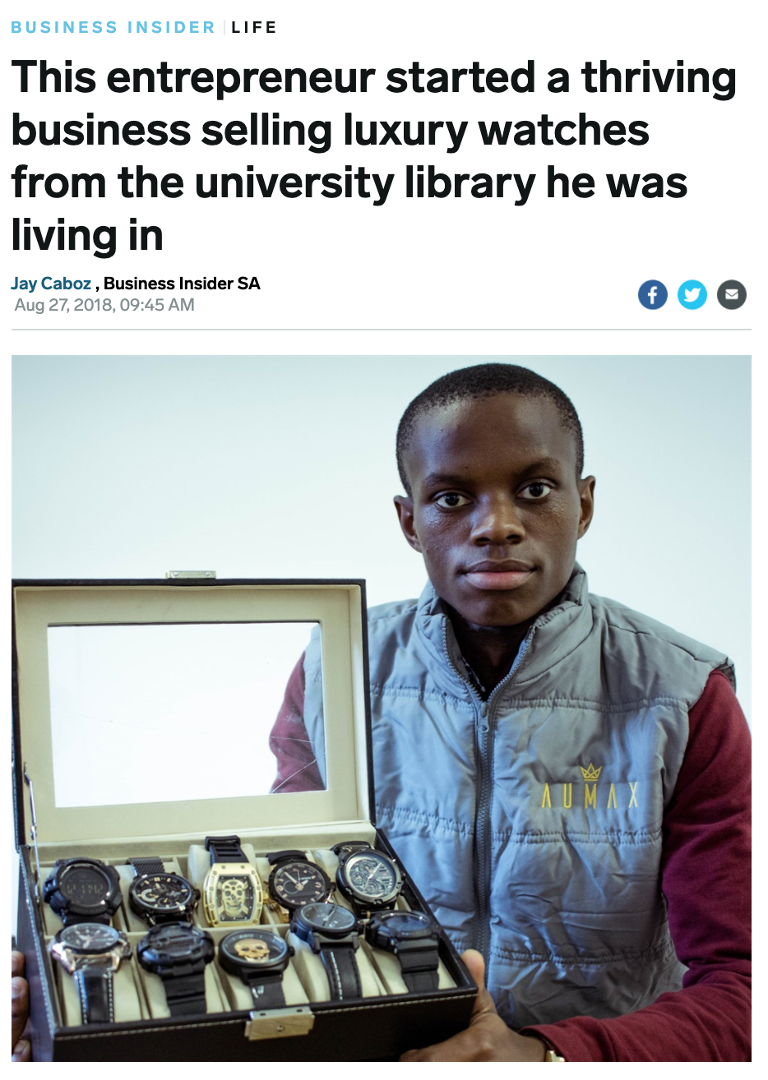 BUSINESS INSIDER | LIFE
This entrepreneur started a thriving
business selling luxury watches
from the university library he was
living in
Jay Caboz , Business Insider SA
Aug 27, 2018, 09:45 AM
AUMAX